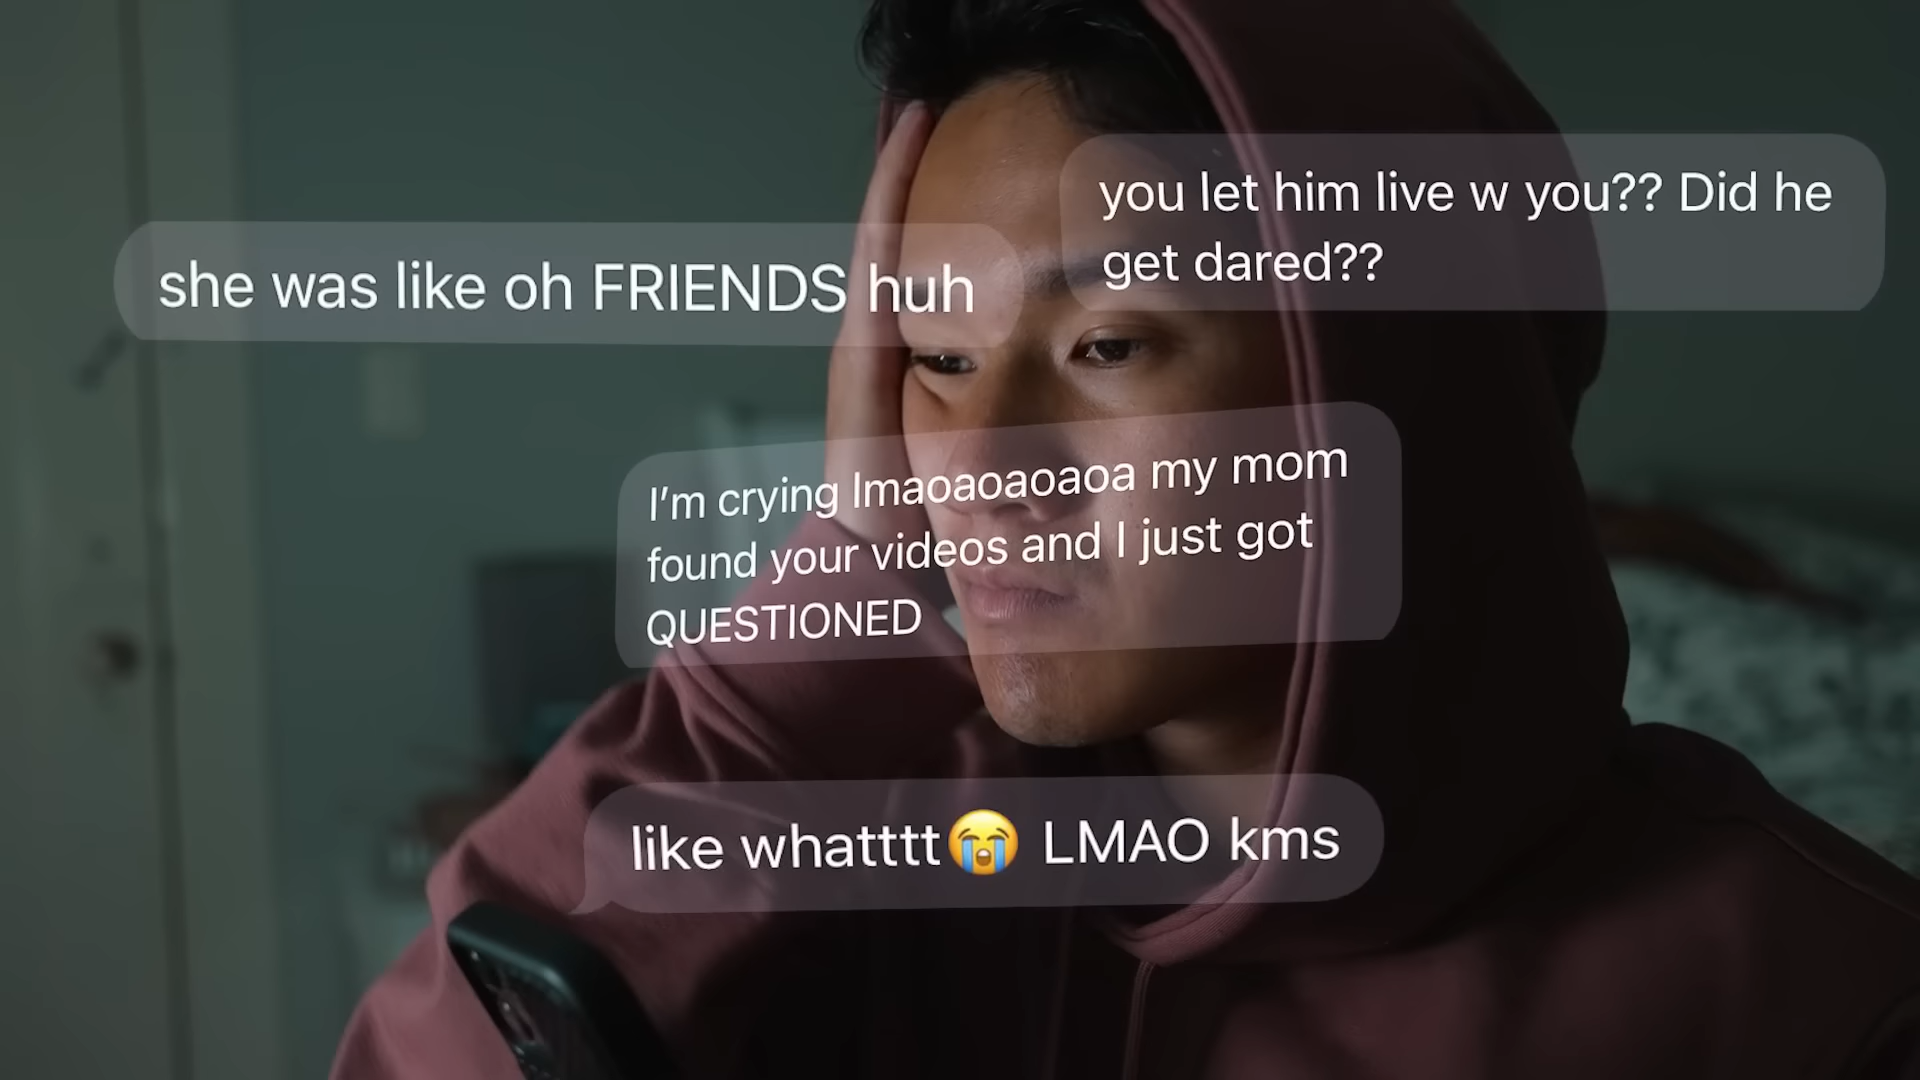 you let him live w you?? Did he
get dared??
she was like oh FRIENDS huh
I'm crying lmaoaoaoaoa my mom
found your videos and I just got
QUESTIONED
like whatttt😭 LMAO kms